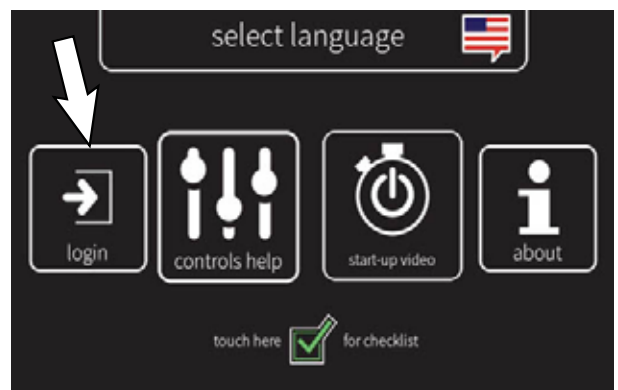 select language
login
controls help
start-up video
about
touch here for checklist